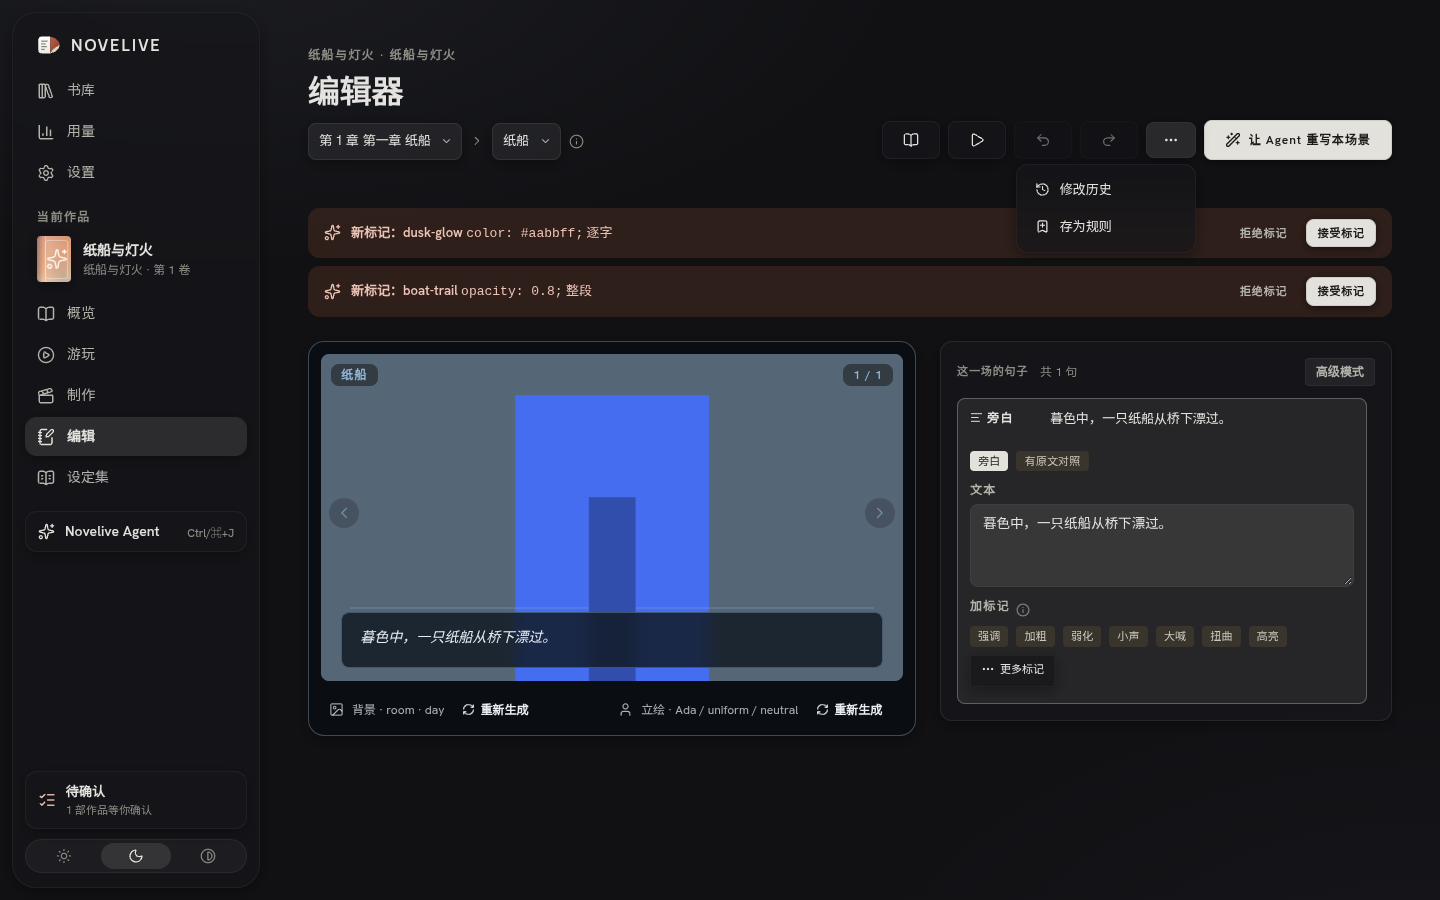 NOVELIVE
书库
用量
设置
当前作品
纸船与灯火
纸船与灯火 · 第 1 卷
概览
游玩
制作
编辑
设定集
Novelive Agent Ctrl/⌘+J
待确认
1 部作品等你确认
纸船与灯火 · 纸船与灯火
编辑器
第 1 章 第一章 纸船
纸船
让 Agent 重写本场景
修改历史
存为规则
新标记：dusk-glow color: #aabbff; 逐字
拒绝标记 接受标记
新标记：boat-trail opacity: 0.8; 整段
拒绝标记 接受标记
纸船
1 / 1
暮色中，一只纸船从桥下漂过。
背景 · room · day 重新生成
立绘 · Ada / uniform / neutral 重新生成
这一场的句子 共 1 句 高级模式
旁白 暮色中，一只纸船从桥下漂过。
旁白 有原文对照
文本
暮色中，一只纸船从桥下漂过。
加标记
强调 加粗 弱化 小声 大喊 扭曲 高亮
更多标记